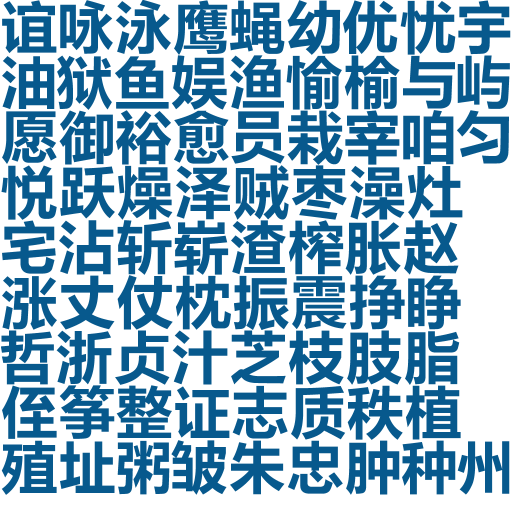 谊咏泳鹰蝇幼优忧宇
油狱鱼娱渔愉榆与屿
愿御裕愈员栽宰咱匀
悦跃燥泽贼枣澡灶
宅沾斩崭渣榨胀赵
涨丈仗枕振震挣睁
哲浙贞汁芝枝肢脂
侄筝整证志质秩植
殖址粥皱朱忠肿种州